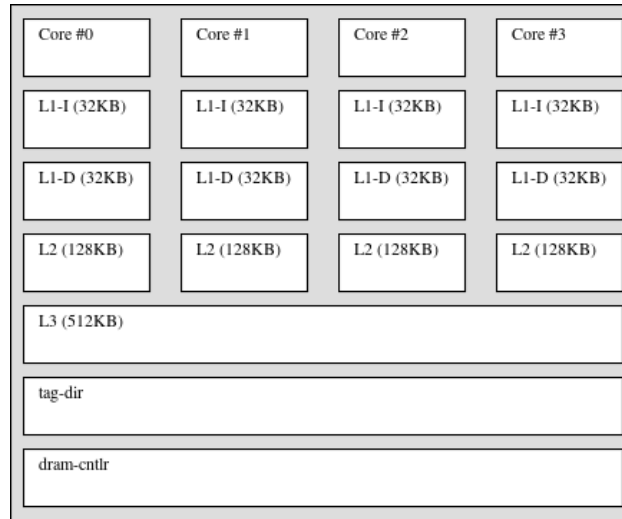 Core #0
Core #1
Core #2
Core #3
L1-I (32KB)
L1-I (32KB)
L1-I (32KB)
L1-I (32KB)
L1-D (32KB)
L1-D (32KB)
L1-D (32KB)
L1-D (32KB)
L2 (128KB)
L2 (128KB)
L2 (128KB)
L2 (128KB)
L3 (512KB)
tag-dir
dram-cntlr